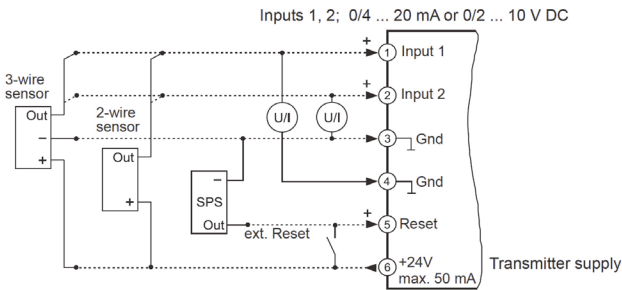 Inputs 1, 2; 0/4 ... 20 mA or 0/2 ... 10 V DC
+
1 Input 1
3-wire
sensor
+
2 Input 2
Out
2-wire
sensor
U/I
U/I
–
3 Gnd
+
Out
–
4 Gnd
+
SPS
+
Out
5 Reset
ext. Reset
6 +24V
max. 50 mA
Transmitter supply